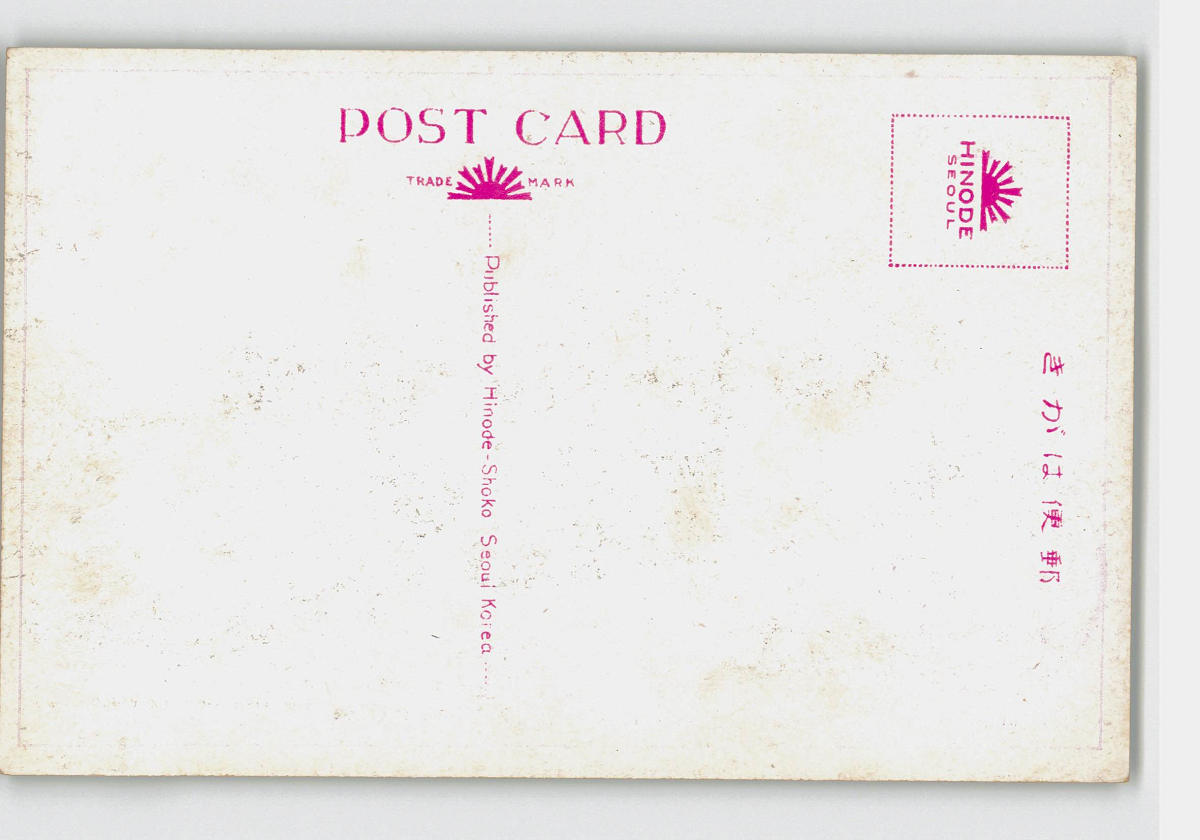 POST CARD
TRADE MARK
HINODE
SEOUL
Published by Hinode-Shoko Seoul Korea
きがは便郵